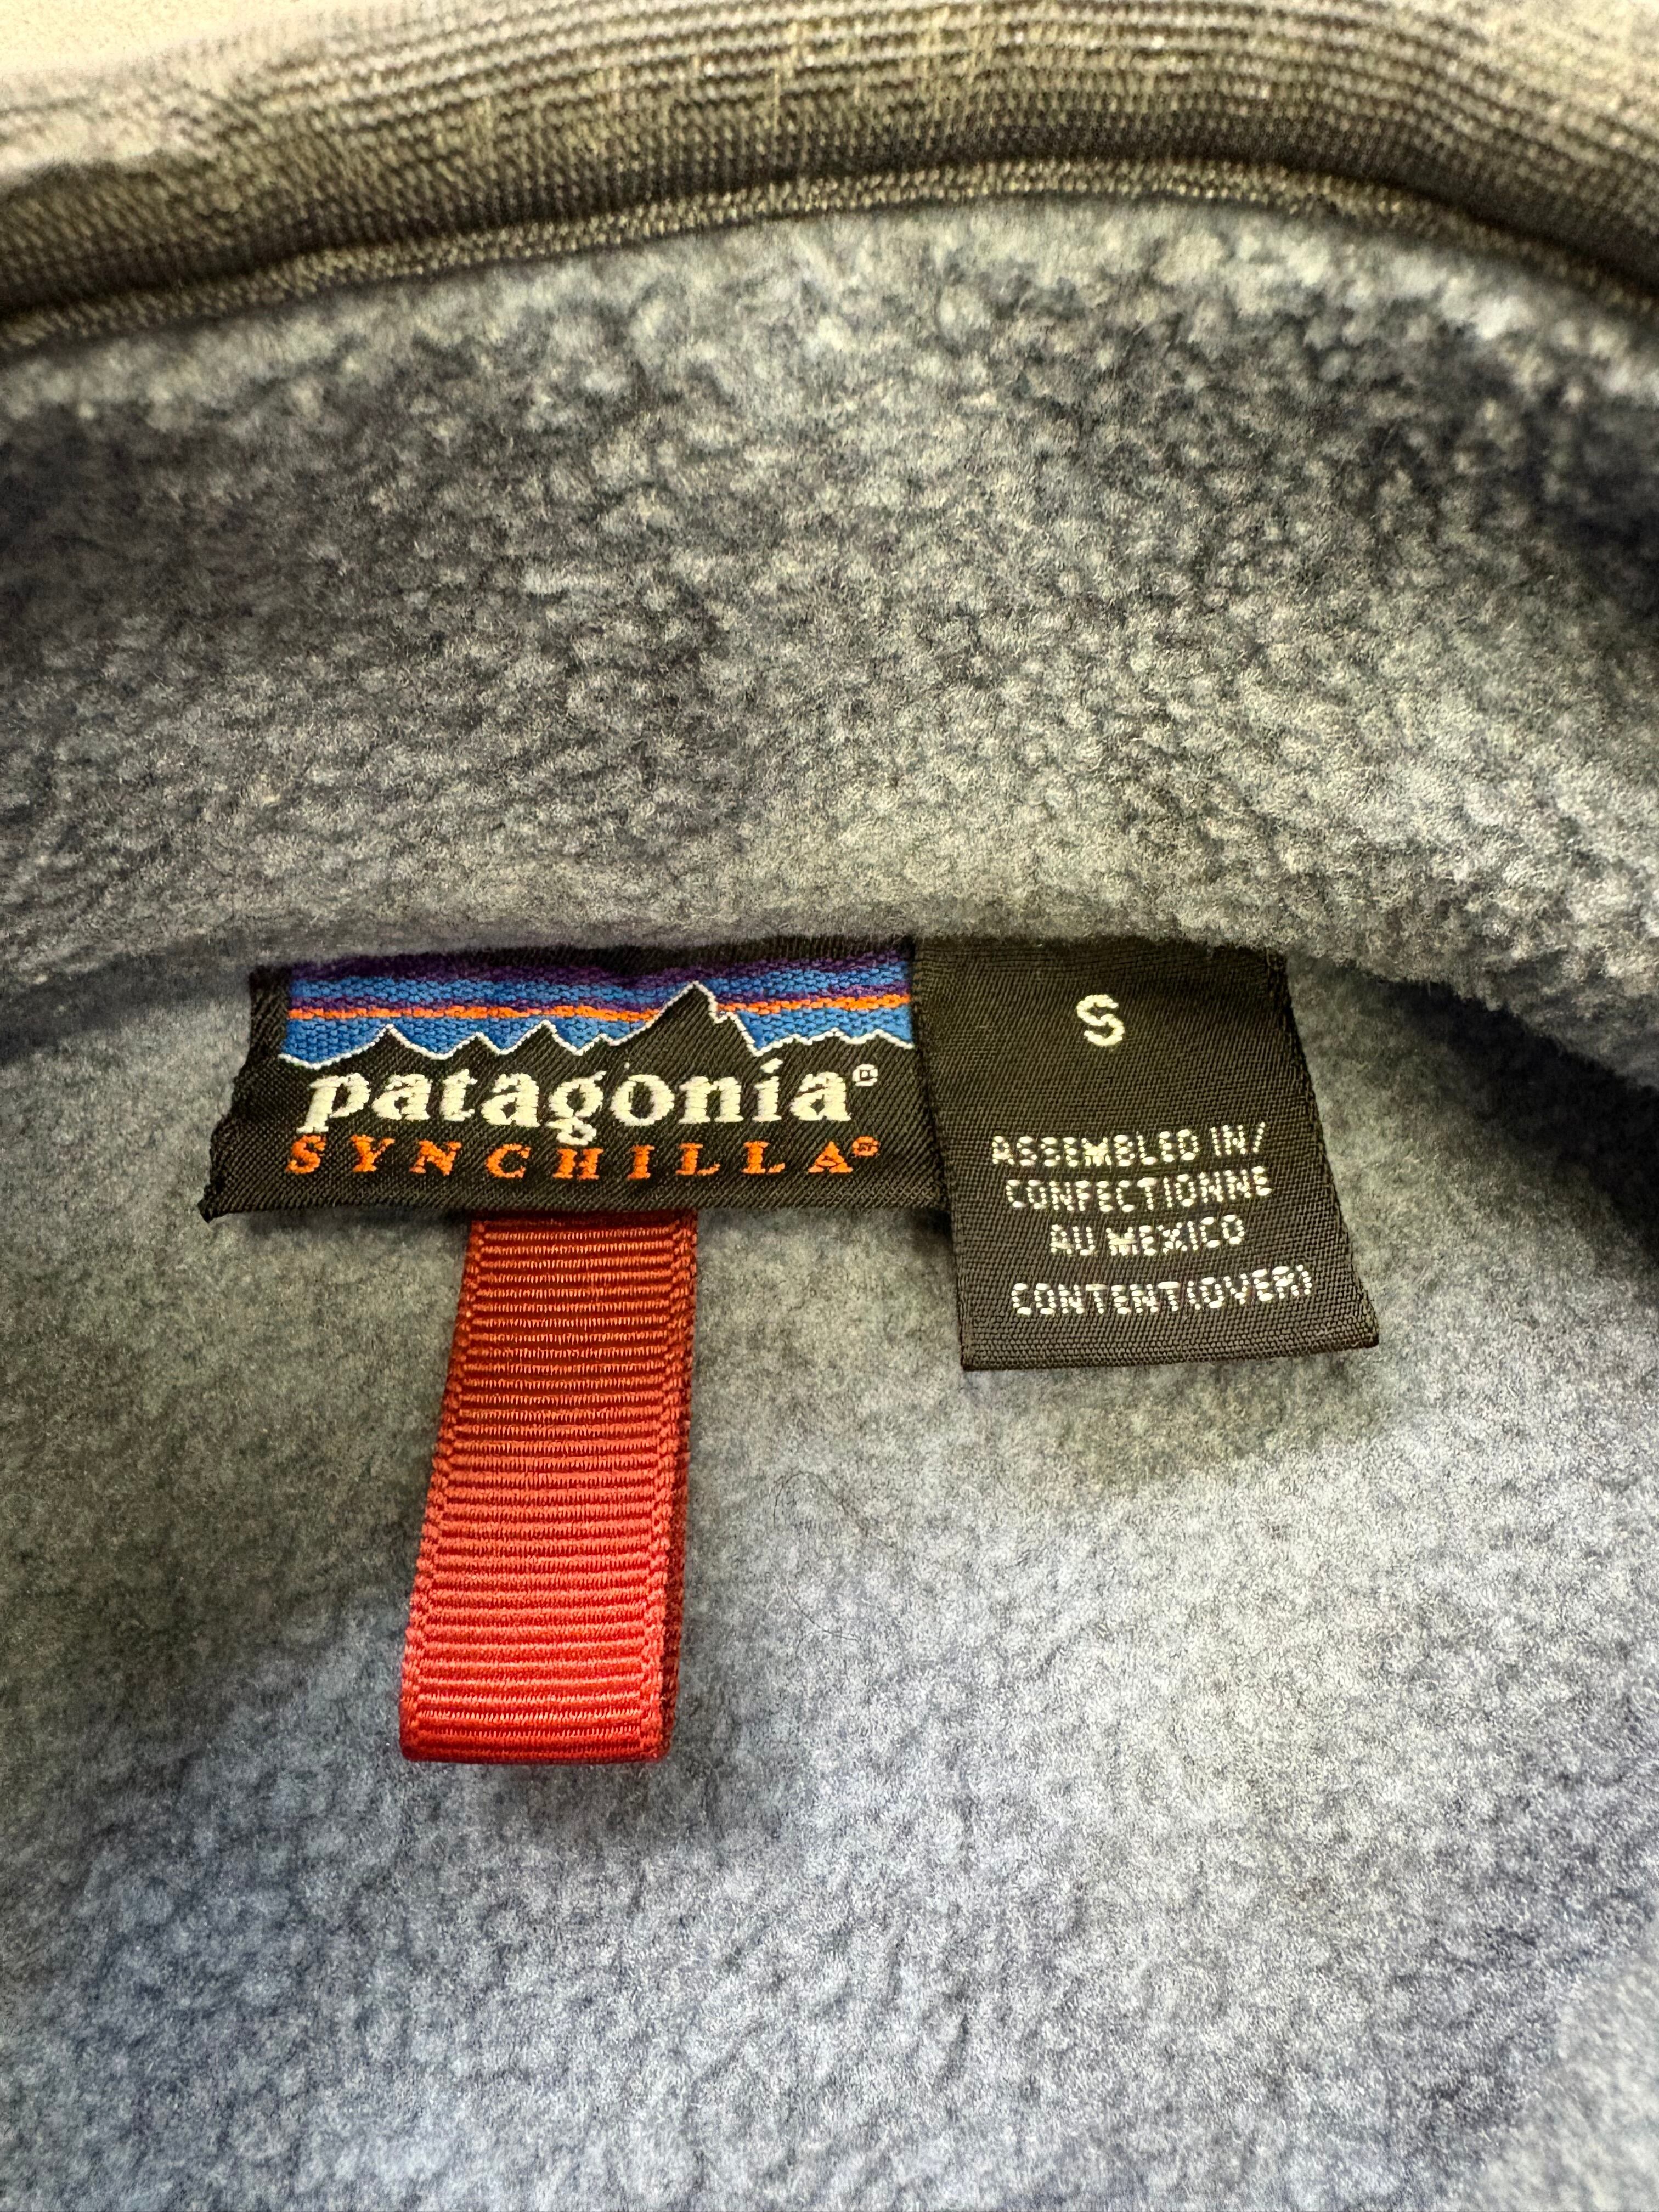 patagonia®
SYNCHILLA®
S
ASSEMBLED IN/
CONFECTIONNE
AU MEXICO
CONTENT(OVER)